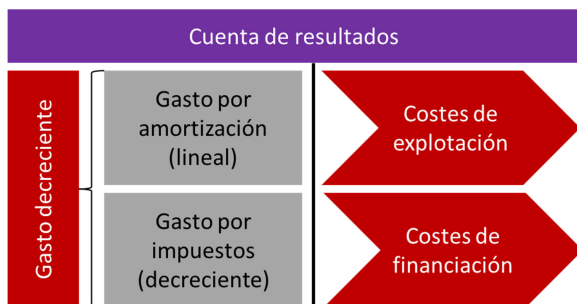 Cuenta de resultados
Gasto decreciente
Gasto por
amortización
(lineal)
Costes de
explotación
Gasto por
impuestos
(decreciente)
Costes de
financiación